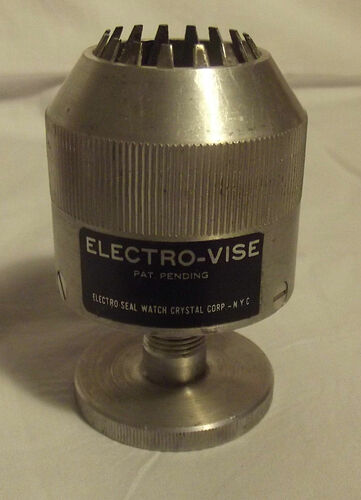 ELECTRO-VISE
PAT. PENDING
ELECTRO-SEAL WATCH CRYSTAL CORP.-N.Y.C